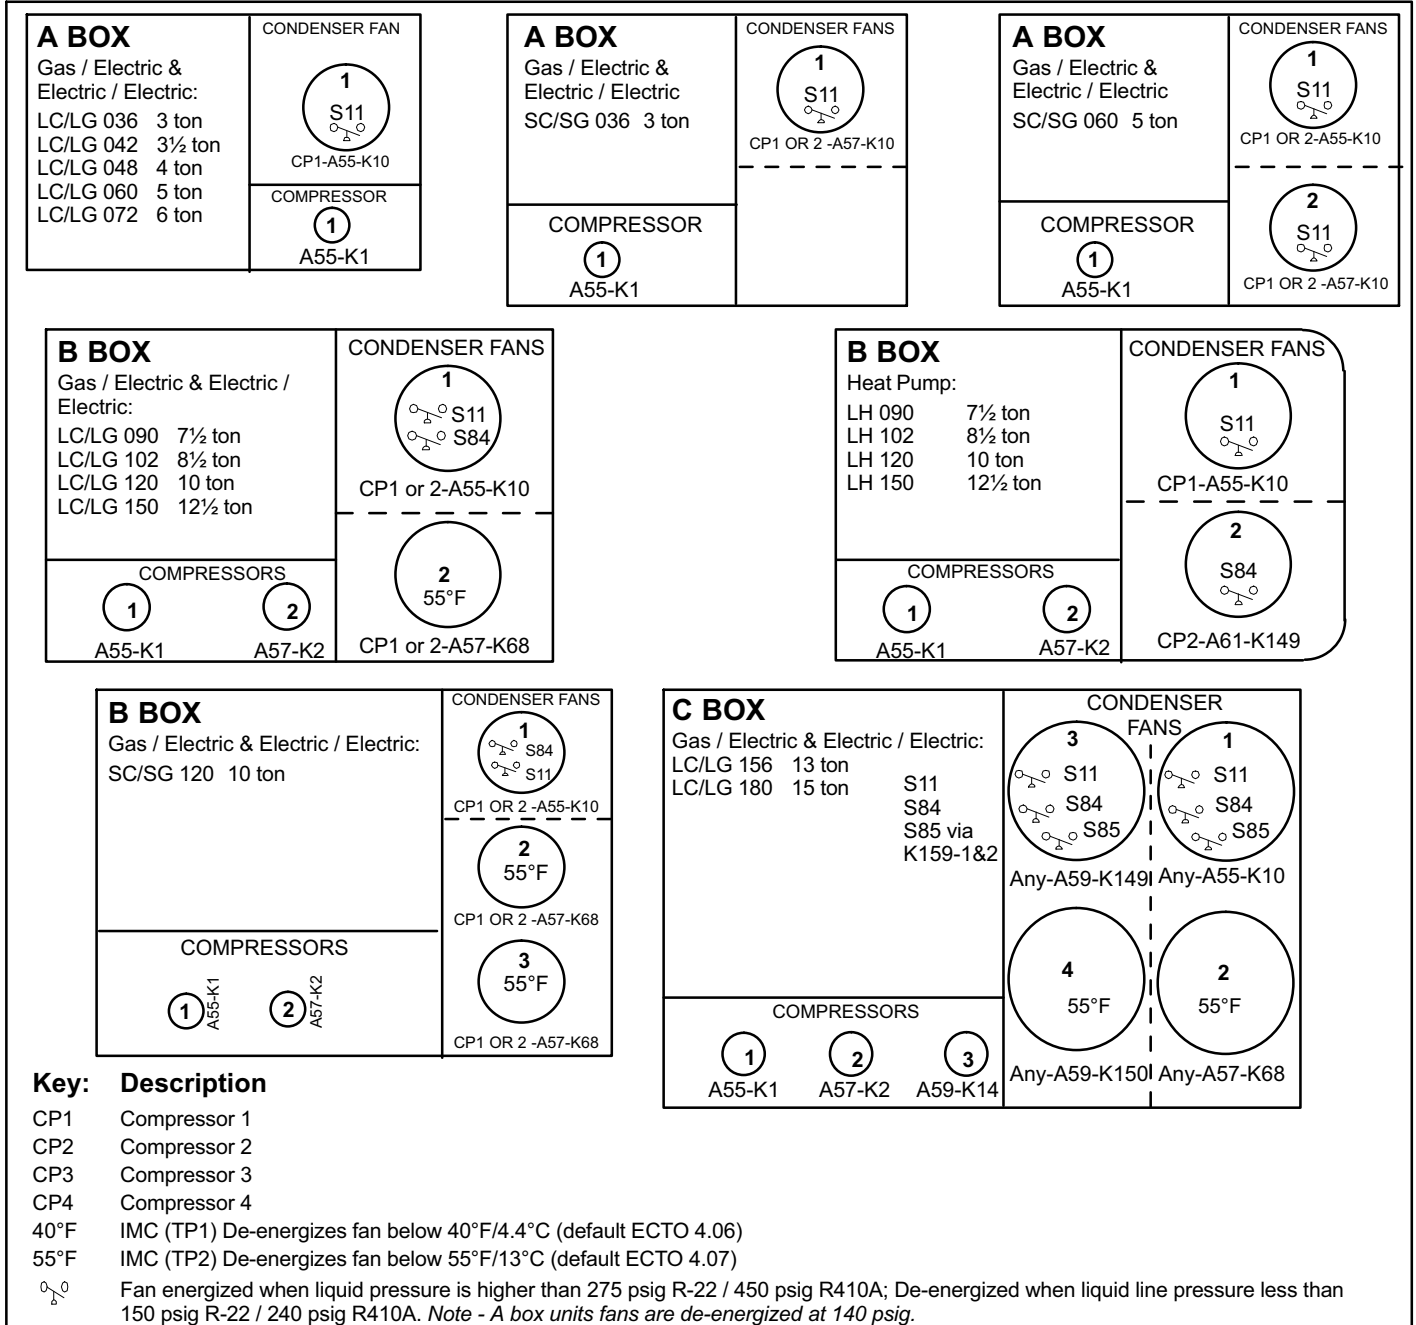 A BOX
Gas / Electric &
Electric / Electric:
LC/LG 036 3 ton
LC/LG 042 3½ ton
LC/LG 048 4 ton
LC/LG 060 5 ton
LC/LG 072 6 ton
CONDENSER FAN
1
S11
CP1-A55-K10
COMPRESSOR
1
A55-K1
A BOX
Gas / Electric &
Electric / Electric
SC/SG 036 3 ton
COMPRESSOR
1
A55-K1
CONDENSER FANS
1
S11
CP1 OR 2 -A57-K10
A BOX
Gas / Electric &
Electric / Electric
SC/SG 060 5 ton
COMPRESSOR
1
A55-K1
CONDENSER FANS
1
S11
CP1 OR 2-A55-K10
2
S11
CP1 OR 2 -A57-K10
B BOX
Gas / Electric & Electric /
Electric:
LC/LG 090 7½ ton
LC/LG 102 8½ ton
LC/LG 120 10 ton
LC/LG 150 12½ ton
COMPRESSORS
1
2
A55-K1
A57-K2
CONDENSER FANS
1
S11
S84
CP1 or 2-A55-K10
2
55°F
CP1 or 2-A57-K68
B BOX
Heat Pump:
LH 090 7½ ton
LH 102 8½ ton
LH 120 10 ton
LH 150 12½ ton
COMPRESSORS
1
2
A55-K1
A57-K2
CONDENSER FANS
1
S11
CP1-A55-K10
2
S84
CP2-A61-K149
B BOX
Gas / Electric & Electric / Electric:
SC/SG 120 10 ton
COMPRESSORS
1
A55-K1
2
A57-K2
CONDENSER FANS
1
S84
S11
CP1 OR 2 -A55-K10
2
55°F
CP1 OR 2 -A57-K68
3
55°F
CP1 OR 2 -A57-K68
C BOX
Gas / Electric & Electric / Electric:
LC/LG 156 13 ton
LC/LG 180 15 ton
S11
S84
S85 via
K159-1&2
COMPRESSORS
1
2
3
A55-K1
A57-K2
A59-K14
CONDENSER
FANS
3
S11
S84
S85
Any-A59-K149
1
S11
S84
S85
Any-A55-K10
4
55°F
Any-A59-K150
2
55°F
Any-A57-K68
Key: Description
CP1 Compressor 1
CP2 Compressor 2
CP3 Compressor 3
CP4 Compressor 4
40°F IMC (TP1) De-energizes fan below 40°F/4.4°C (default ECTO 4.06)
55°F IMC (TP2) De-energizes fan below 55°F/13°C (default ECTO 4.07)
Fan energized when liquid pressure is higher than 275 psig R-22 / 450 psig R410A; De-energized when liquid line pressure less than
150 psig R-22 / 240 psig R410A. Note - A box units fans are de-energized at 140 psig.